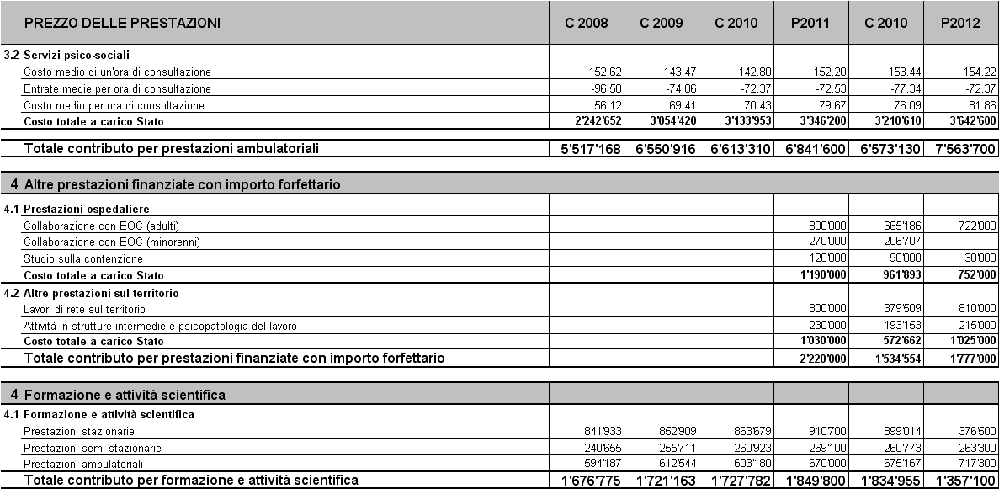 PREZZO DELLE PRESTAZIONI C 2008 C 2009 C 2010 P2011 C 2010 P2012
3.2 Servizi psico-sociali
Costo medio di un'ora di consultazione 152.62 143.47 142.80 152.20 153.44 154.22
Entrate medie per ora di consultazione -96.50 -74.06 -72.37 -72.53 -77.34 -72.37
Costo medio per ora di consultazione 56.12 69.41 70.43 79.67 76.09 81.86
Costo totale a carico Stato 2'242'652 3'054'420 3'133'953 3'346'200 3'210'610 3'642'600
Totale contributo per prestazioni ambulatoriali 5'517'168 6'550'916 6'613'310 6'841'600 6'573'130 7'563'700
4 Altre prestazioni finanziate con importo forfettario
4.1 Prestazioni ospedaliere
Collaborazione con EOC (adulti) 800'000 665'186 722'000
Collaborazione con EOC (minorenni) 270'000 206'707
Studio sulla contenzione 120'000 90'000 30'000
Costo totale a carico Stato 1'190'000 961'893 752'000
4.2 Altre prestazioni sul territorio
Lavori di rete sul territorio 800'000 379'509 810'000
Attività in strutture intermedie e psicopatologia del lavoro 230'000 193'153 215'000
Costo totale a carico Stato 1'030'000 572'662 1'025'000
Totale contributo per prestazioni finanziate con importo forfettario 2'220'000 1'534'554 1'777'000
4 Formazione e attività scientifica
4.1 Formazione e attività scientifica
Prestazioni stazionarie 841'933 852'909 863'679 910'700 899'014 376'500
Prestazioni semi-stazionarie 240'655 255'711 260'923 269'100 260'773 263'300
Prestazioni ambulatoriali 594'187 612'544 603'180 670'000 675'167 717'300
Totale contributo per formazione e attività scientifica 1'676'775 1'721'163 1'727'782 1'849'800 1'834'955 1'357'100